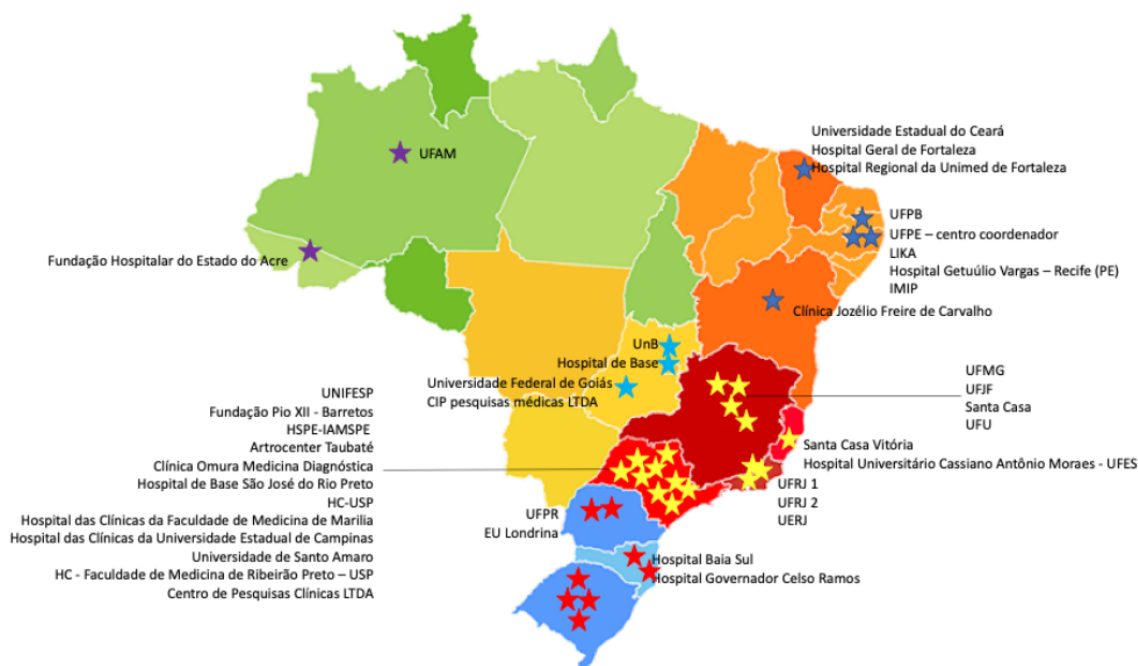 Universidade Estadual do Ceará
Hospital Geral de Fortaleza
Hospital Regional da Unimed de Fortaleza
UFAM
UFPB
UFPE – centro coordenador
LIKA
Hospital Getuúlio Vargas – Recife (PE)
IMIP
Fundação Hospitalar do Estado do Acre
Clínica Jozélio Freire de Carvalho
UnB
Hospital de Base
Universidade Federal de Goiás
CIP pesquisas médicas LTDA
UFMG
UFJF
Santa Casa
UFU
UNIFESP
Fundação Pio XII - Barretos
HSPE-IAMSPE
Artrocenter Taubaté
Clínica Omura Medicina Diagnóstica
Hospital de Base São José do Rio Preto
HC-USP
Hospital das Clínicas da Faculdade de Medicina de Marilia
Hospital das Clínicas da Universidade Estadual de Campinas
Universidade de Santo Amaro
HC - Faculdade de Medicina de Ribeirão Preto – USP
Centro de Pesquisas Clínicas LTDA
Santa Casa Vitória
Hospital Universitário Cassiano Antônio Moraes - UFES
UFRJ 1
UFRJ 2
UERJ
UFPR
EU Londrina
Hospital Baia Sul
Hospital Governador Celso Ramos